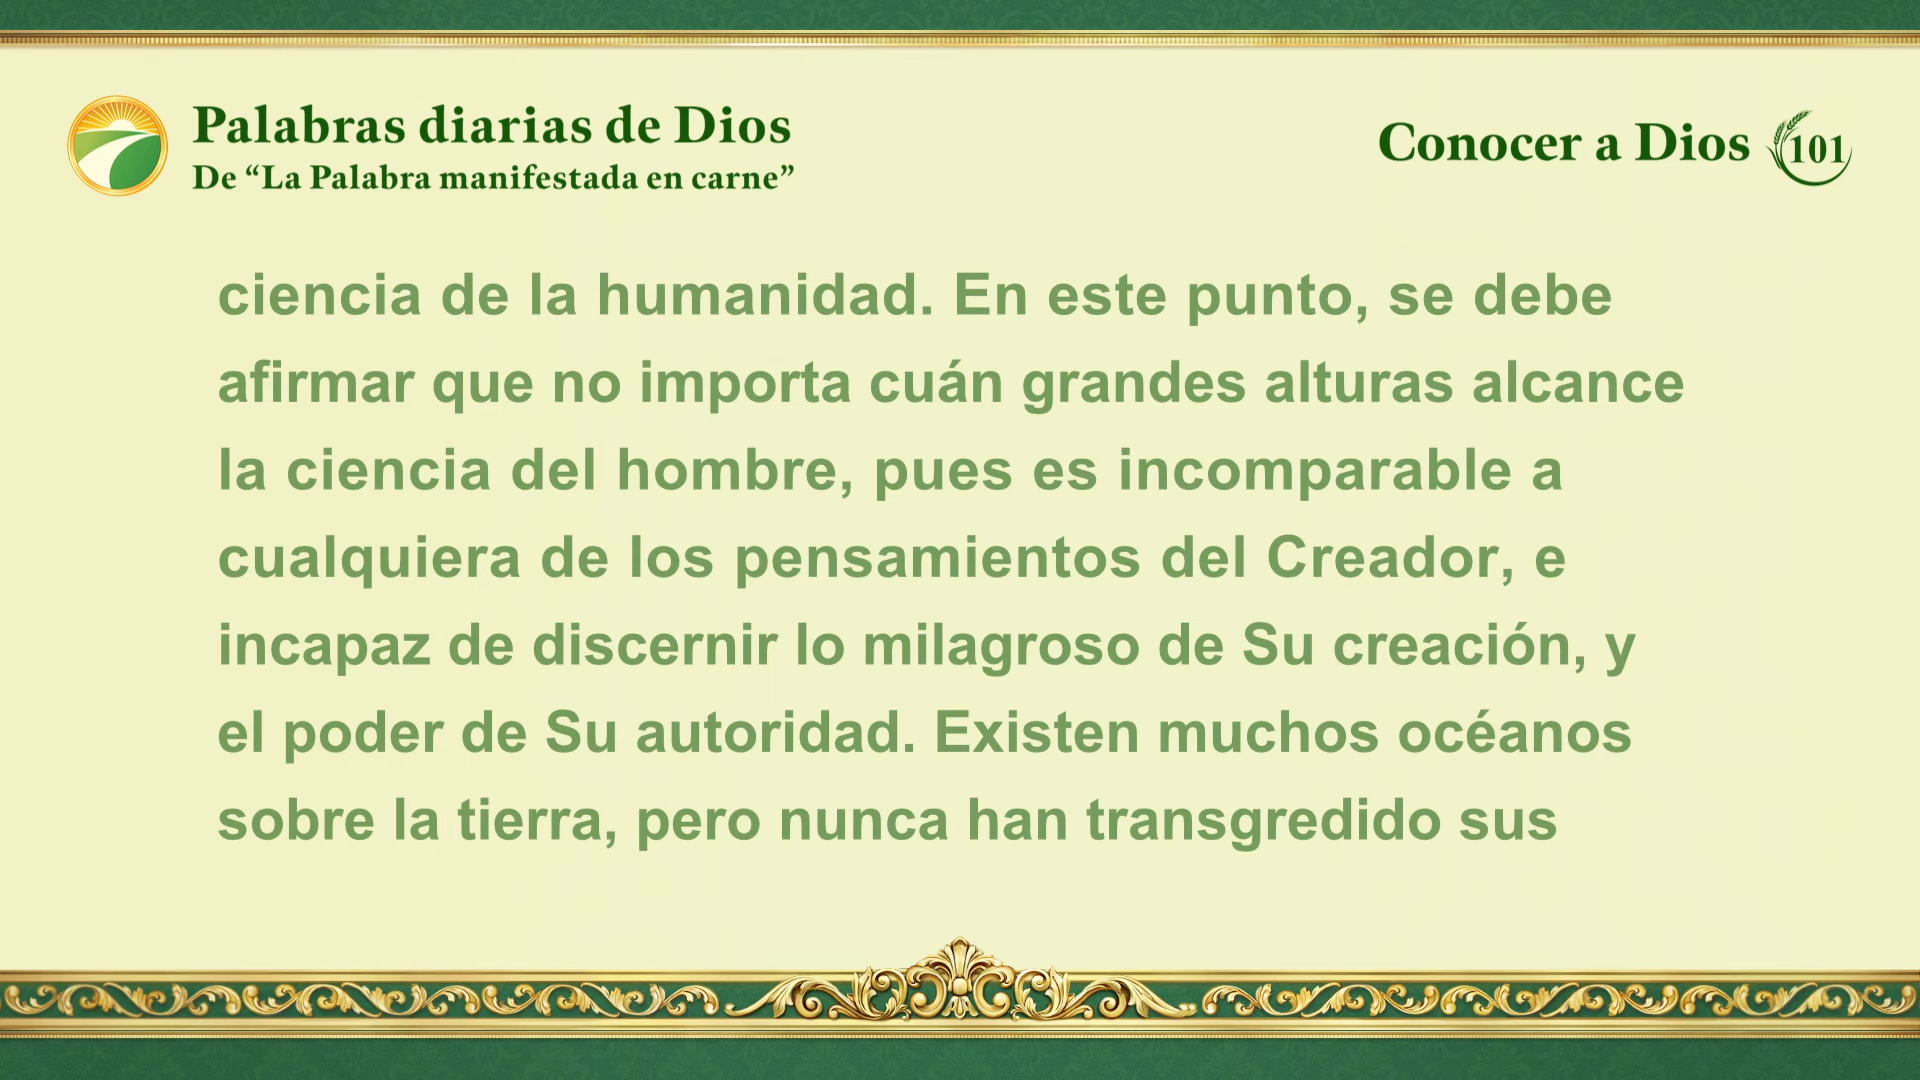 Palabras diarias de Dios
De “La Palabra manifestada en carne”
Conocer a Dios 101
ciencia de la humanidad. En este punto, se debe
afirmar que no importa cuán grandes alturas alcance
la ciencia del hombre, pues es incomparable a
cualquiera de los pensamientos del Creador, e
incapaz de discernir lo milagroso de Su creación, y
el poder de Su autoridad. Existen muchos océanos
sobre la tierra, pero nunca han transgredido sus